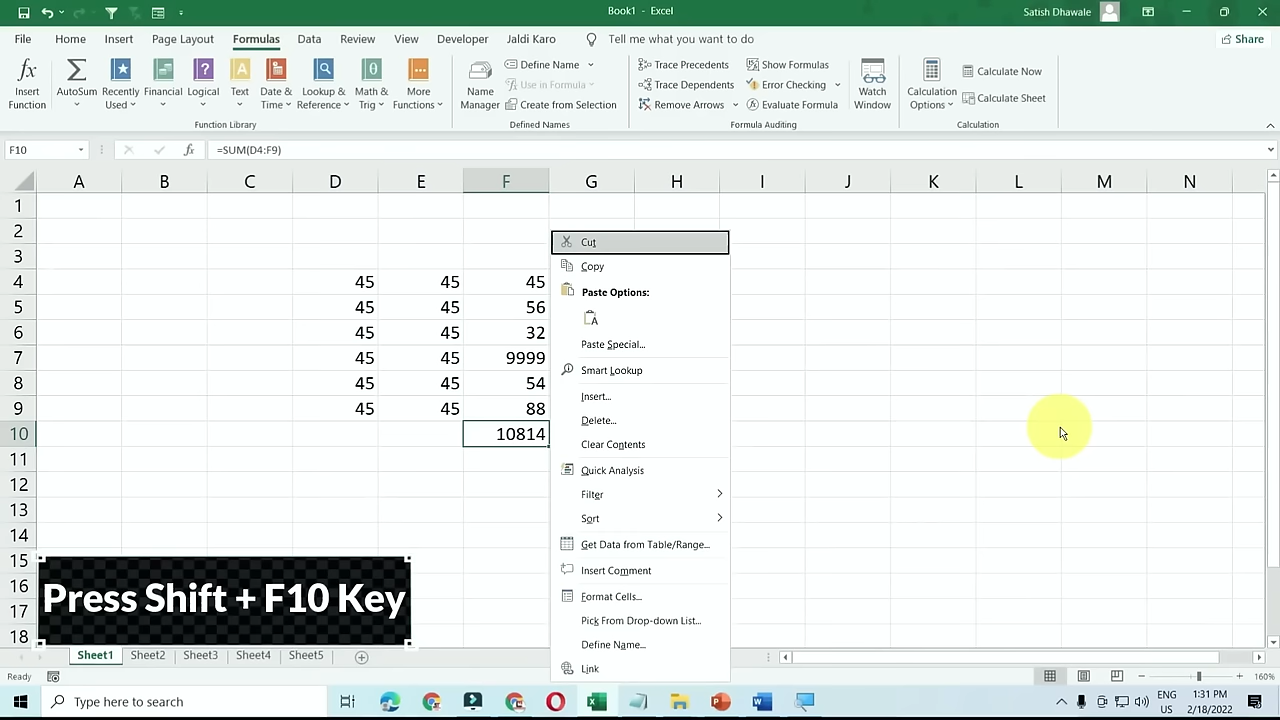 Book1 - Excel
Satish Dhawale
File Home Insert Page Layout Formulas Data Review View Developer Jaldi Karo Tell me what you want to do Share
Insert Function
AutoSum
Recently Used
Financial
Logical
Text
Date & Time
Lookup & Reference
Math & Trig
More Functions
Function Library
Name Manager
Define Name
Use in Formula
Create from Selection
Defined Names
Trace Precedents
Trace Dependents
Remove Arrows
Show Formulas
Error Checking
Evaluate Formula
Watch Window
Formula Auditing
Calculation Options
Calculate Now
Calculate Sheet
Calculation
F10 fx =SUM(D4:F9)
A B C D E F G H I J K L M N
1
2
3
4 45 45 45
5 45 45 56
6 45 45 32
7 45 45 9999
8 45 45 54
9 45 45 88
10 10814
11
12
13
14
15
16
17
18
Cut
Copy
Paste Options:
Paste Special...
Smart Lookup
Insert...
Delete...
Clear Contents
Quick Analysis
Filter
Sort
Get Data from Table/Range...
Insert Comment
Format Cells...
Pick From Drop-down List...
Define Name...
Link
Press Shift + F10 Key
Sheet1 Sheet2 Sheet3 Sheet4 Sheet5
Ready 160%
Type here to search
ENG
US
1:31 PM
2/18/2022